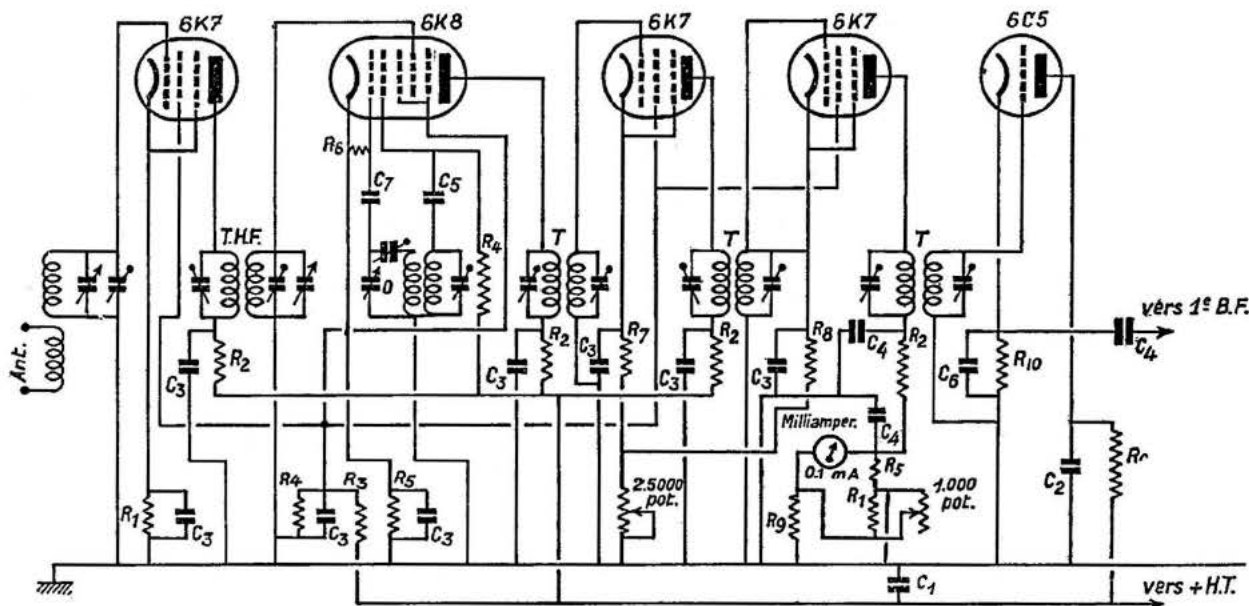 6K7
6K8
6K7
6K7
6C5
R6
C7
C5
T.H.F.
R4
T
T
T
O
Ant.
C3
R2
C3
R2
C3
R7
C3
R2
C3
R8
C4
R2
C6
R10
C4
vers 1e B.F.
Milliamper.
C4
0.1 mA
R5
R1
C3
R4
R3
C3
R5
C3
2.5000
pot.
R9
R1
1.000
pot.
C2
C1
vers + H.T.